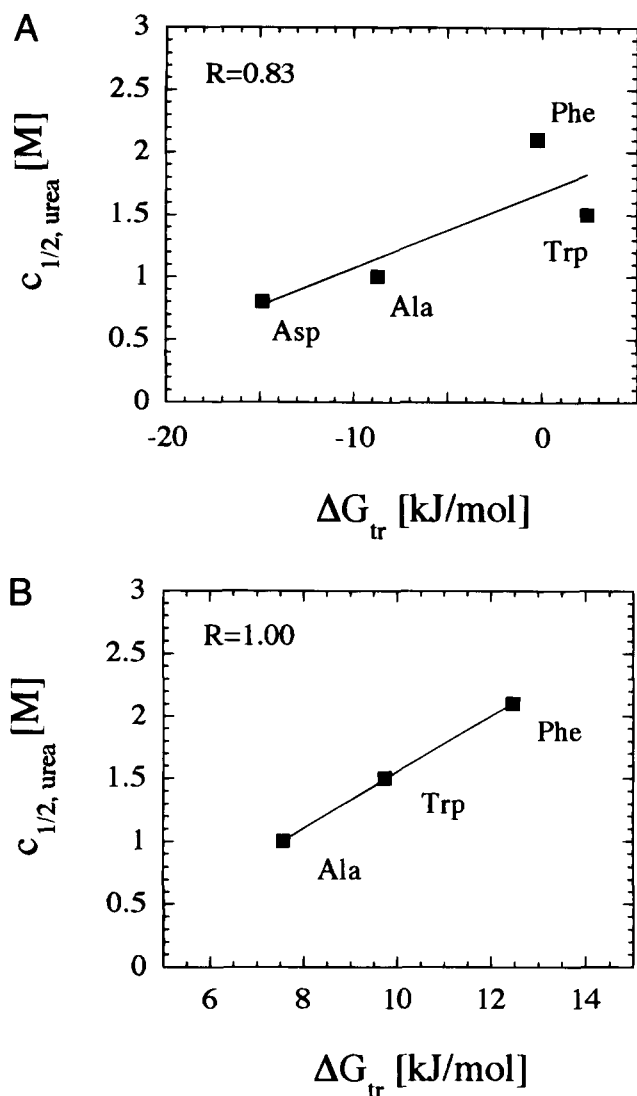 A
R=0.83
3
2.5
2
1.5
1
0.5
0
c1/2, urea [M]
Phe
Trp
Ala
Asp
-20
-10
0
ΔGtr [kJ/mol]
B
R=1.00
3
2.5
2
1.5
1
0.5
0
c1/2, urea [M]
Phe
Trp
Ala
6
8
10
12
14
ΔGtr [kJ/mol]